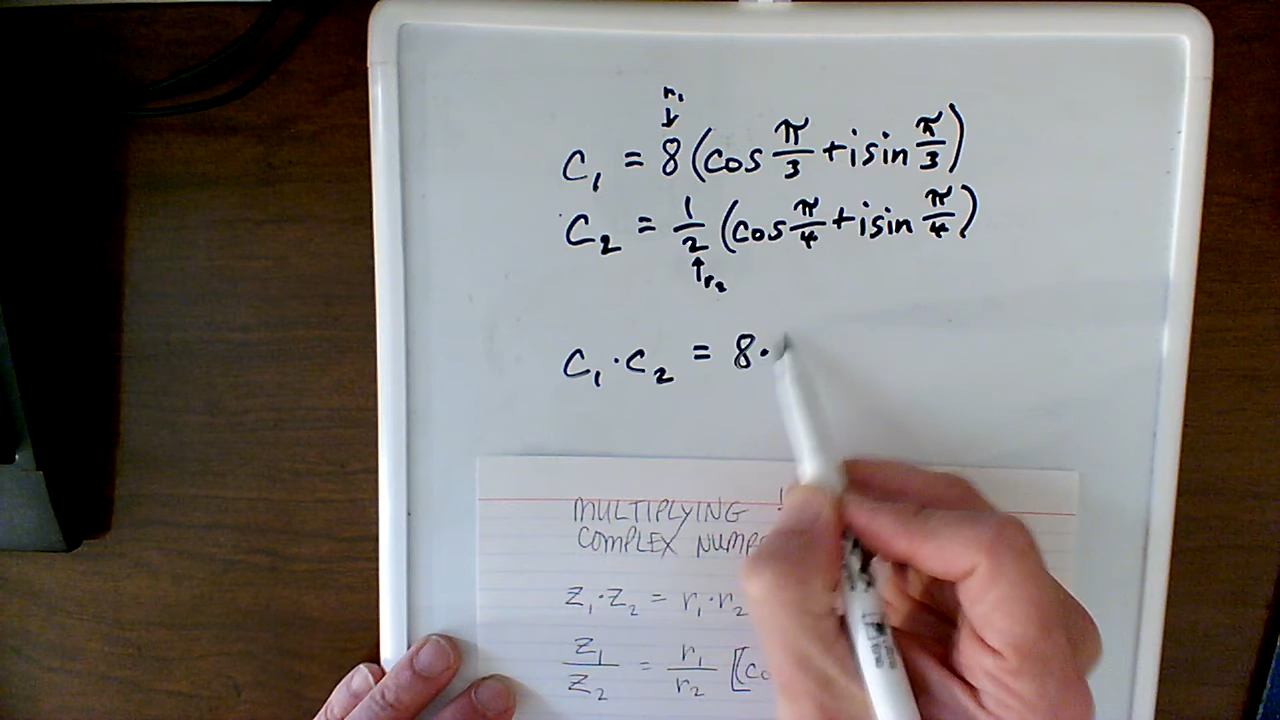 r₁
↓
C₁ = 8 (cos π/3 + i sin π/3)
C₂ = 1/2 (cos π/4 + i sin π/4)
↑r₂
C₁ · C₂ = 8 ·
MULTIPLYING
COMPLEX
Z₁ · Z₂ = r₁ · r₂
Z₁/Z₂ = r₁/r₂ [(co